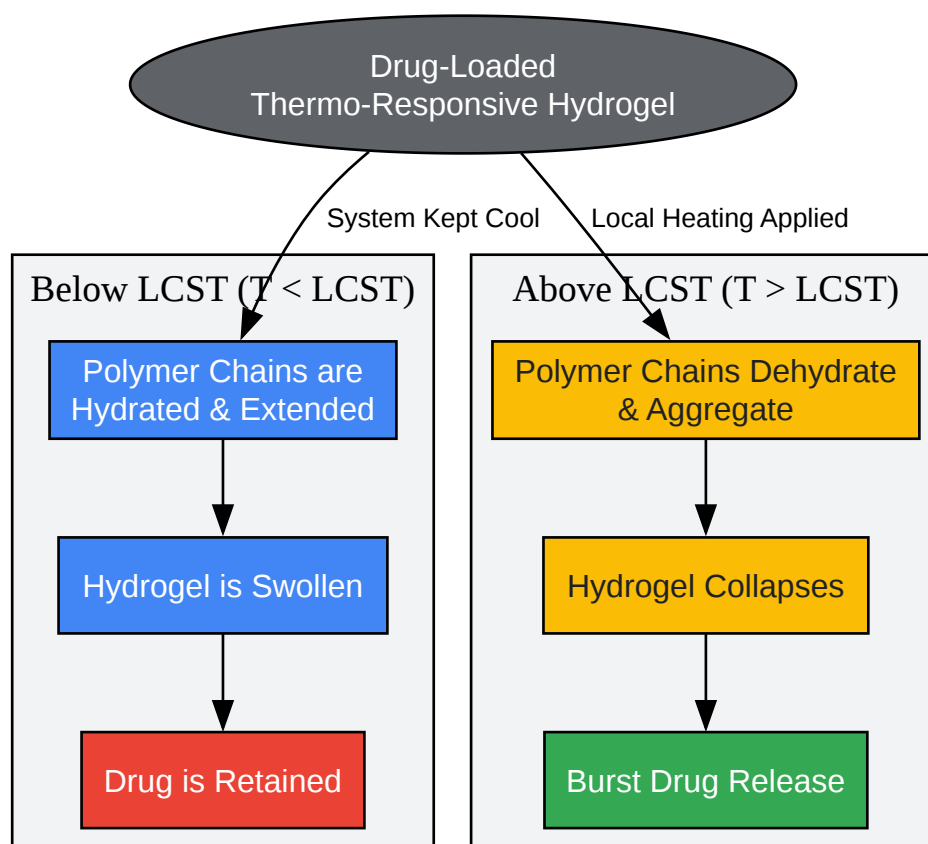 Drug-Loaded
Thermo-Responsive Hydrogel
System Kept Cool
Local Heating Applied
Below LCST (T < LCST)
Polymer Chains are
Hydrated & Extended
Hydrogel is Swollen
Drug is Retained
Above LCST (T > LCST)
Polymer Chains Dehydrate
& Aggregate
Hydrogel Collapses
Burst Drug Release